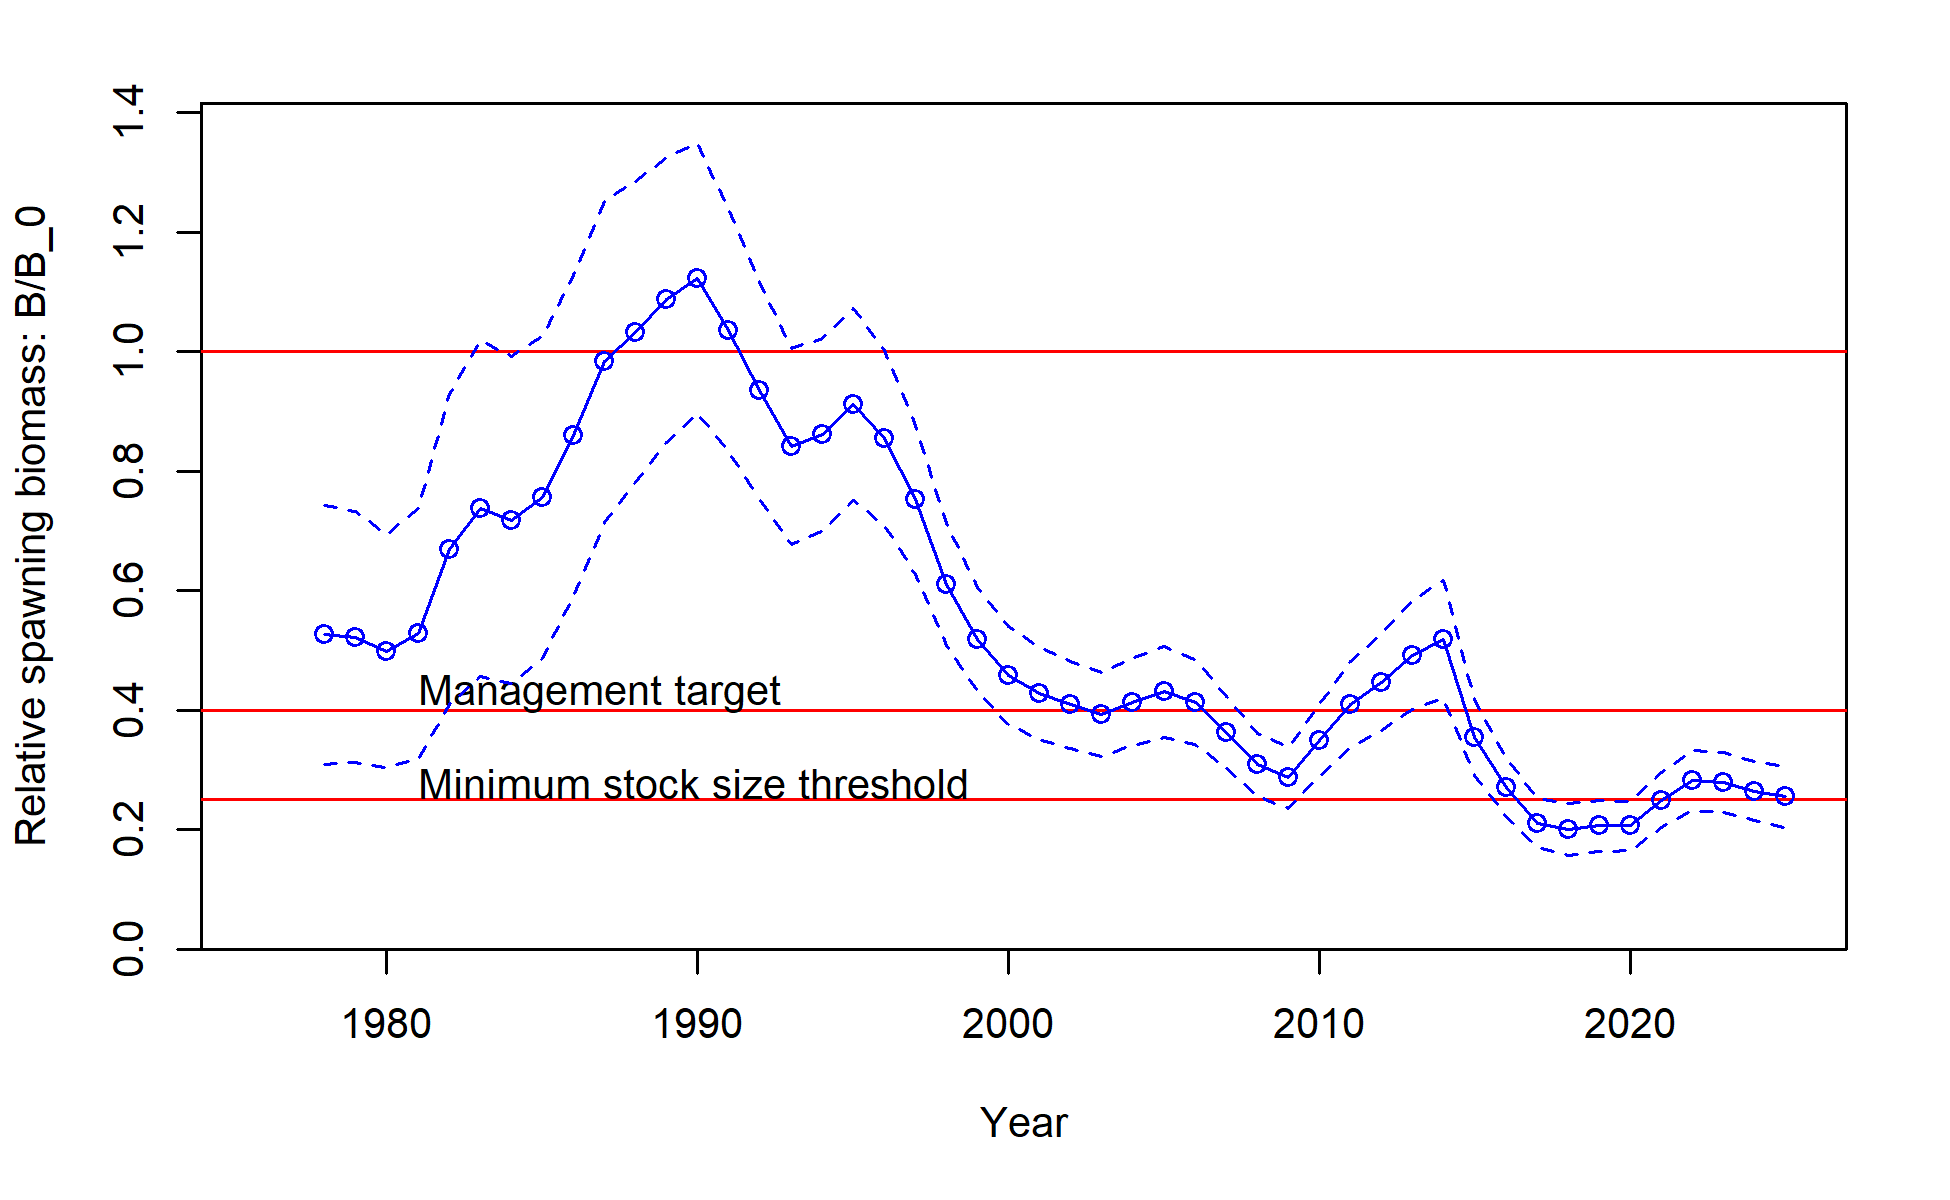 Relative spawning biomass: B/B_0
1.4
1.2
1.0
0.8
0.6
0.4
0.2
0.0
Management target
Minimum stock size threshold
1980 1990 2000 2010 2020
Year